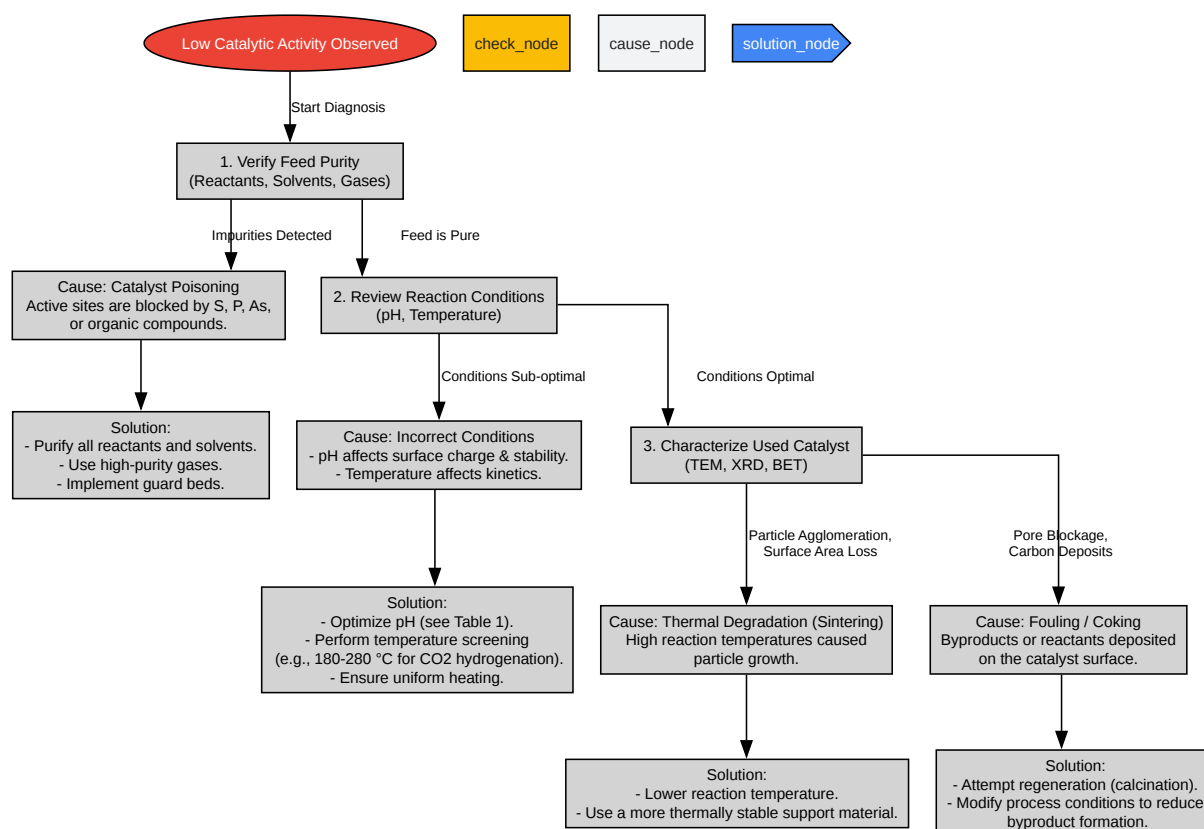 Low Catalytic Activity Observed
check_node
cause_node
solution_node
Start Diagnosis
1. Verify Feed Purity
(Reactants, Solvents, Gases)
Impurities Detected
Feed is Pure
Cause: Catalyst Poisoning
Active sites are blocked by S, P, As,
or organic compounds.
2. Review Reaction Conditions
(pH, Temperature)
Conditions Sub-optimal
Conditions Optimal
Solution:
- Purify all reactants and solvents.
- Use high-purity gases.
- Implement guard beds.
Cause: Incorrect Conditions
- pH affects surface charge & stability.
- Temperature affects kinetics.
3. Characterize Used Catalyst
(TEM, XRD, BET)
Particle Agglomeration,
Surface Area Loss
Pore Blockage,
Carbon Deposits
Solution:
- Optimize pH (see Table 1).
- Perform temperature screening
(e.g., 180-280 °C for CO2 hydrogenation).
- Ensure uniform heating.
Cause: Thermal Degradation (Sintering)
High reaction temperatures caused
particle growth.
Cause: Fouling / Coking
Byproducts or reactants deposited
on the catalyst surface.
Solution:
- Lower reaction temperature.
- Use a more thermally stable support material.
Solution:
- Attempt regeneration (calcination).
- Modify process conditions to reduce
byproduct formation.